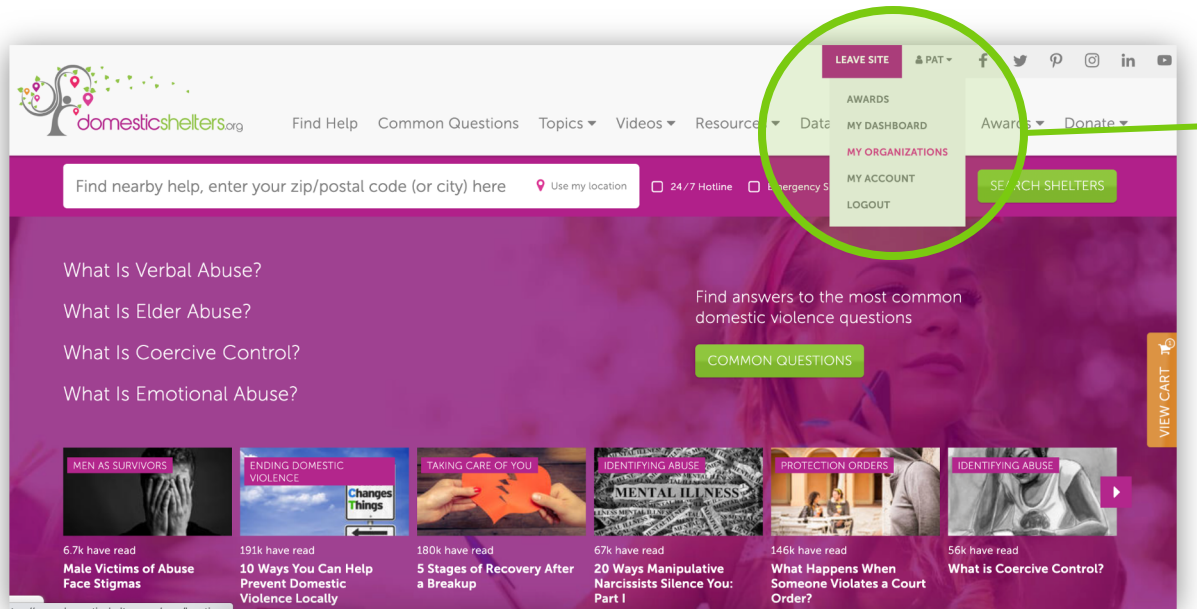 LEAVE SITE
PAT
AWARDS
MY DASHBOARD
MY ORGANIZATIONS
MY ACCOUNT
LOGOUT
domesticshelters.org
Find Help Common Questions Topics Videos Resources Data Awards Donate
Find nearby help, enter your zip/postal code (or city) here
Use my location
24/7 Hotline
SEARCH SHELTERS
What Is Verbal Abuse?
What Is Elder Abuse?
What Is Coercive Control?
What Is Emotional Abuse?
Find answers to the most common
domestic violence questions
COMMON QUESTIONS
VIEW CART
MEN AS SURVIVORS
6.7k have read
Male Victims of Abuse
Face Stigmas
ENDING DOMESTIC
VIOLENCE
Changes
Things
191k have read
10 Ways You Can Help
Prevent Domestic
Violence Locally
TAKING CARE OF YOU
180k have read
5 Stages of Recovery After
a Breakup
IDENTIFYING ABUSE
MENTAL ILLNESS
67k have read
20 Ways Manipulative
Narcissists Silence You:
Part I
PROTECTION ORDERS
146k have read
What Happens When
Someone Violates a Court
Order?
IDENTIFYING ABUSE
56k have read
What is Coercive Control?